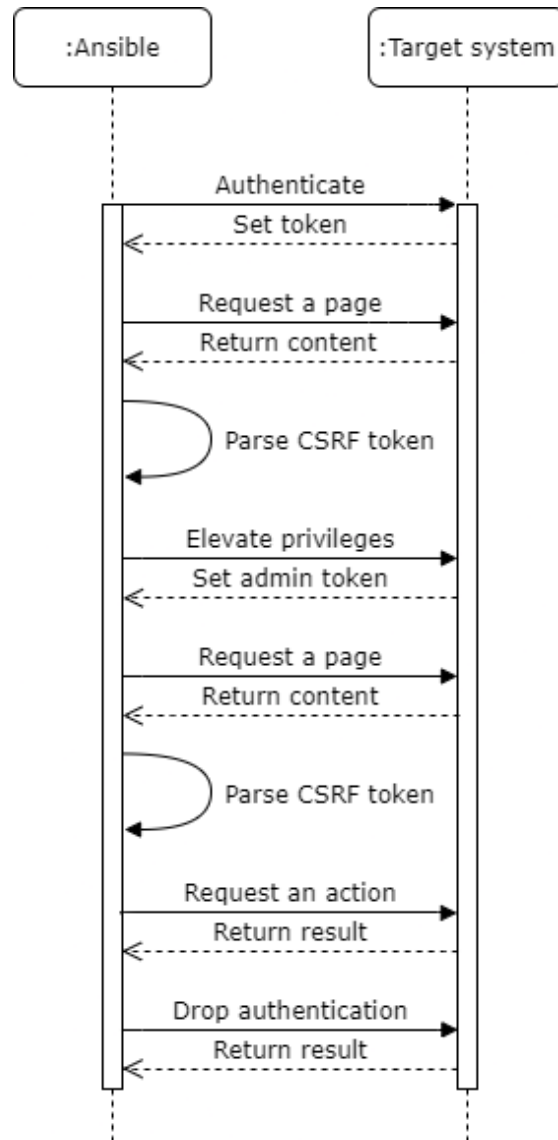 :Ansible
:Target system
Authenticate
Set token
Request a page
Return content
Parse CSRF token
Elevate privileges
Set admin token
Request a page
Return content
Parse CSRF token
Request an action
Return result
Drop authentication
Return result